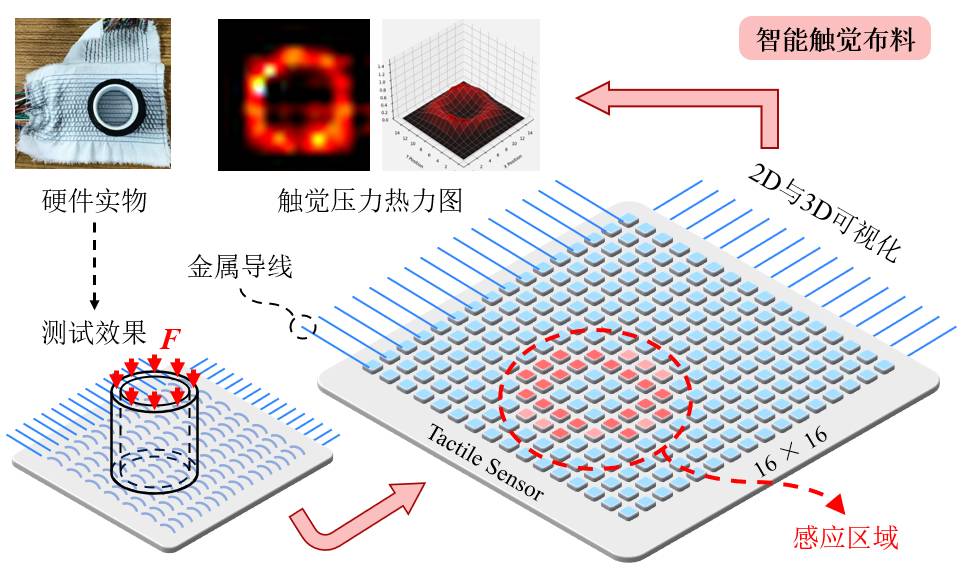 智能触觉布料
硬件实物
触觉压力热力图
2D与3D可视化
金属导线
测试效果
F
Tactile Sensor
16 × 16
感应区域